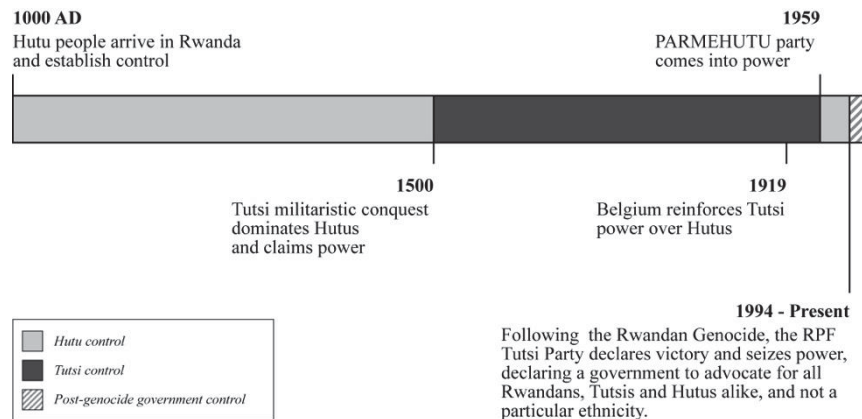 1000 AD
Hutu people arrive in Rwanda
and establish control
1959
PARMEHUTU party
comes into power
1500
Tutsi militaristic conquest
dominates Hutus
and claims power
1919
Belgium reinforces Tutsi
power over Hutus
1994 - Present
Following the Rwandan Genocide, the RPF
Tutsi Party declares victory and seizes power,
declaring a government to advocate for all
Rwandans, Tutsis and Hutus alike, and not a
particular ethnicity.
Hutu control
Tutsi control
Post-genocide government control